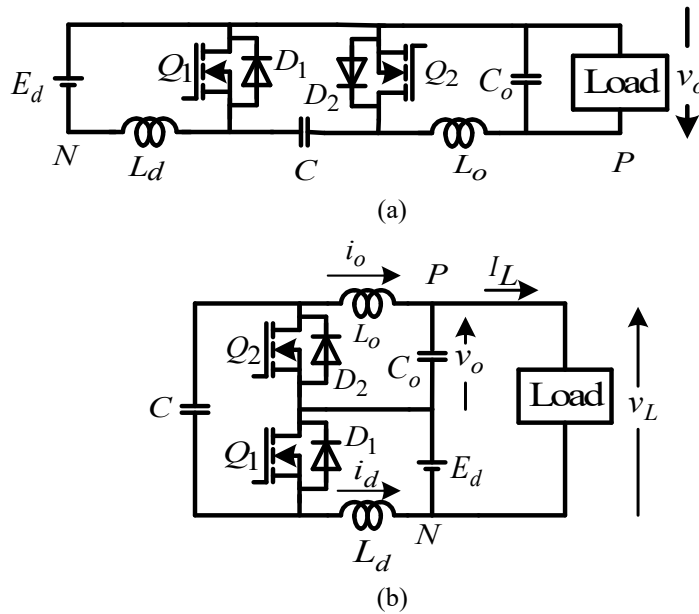 E_d
Q_1
D_1
D_2
Q_2
C_o
Load
v_o
N
L_d
C
L_o
P
(a)
i_o
P
I_L
Q_2
L_o
D_2
C_o
v_o
C
Load
v_L
Q_1
D_1
i_d
E_d
L_d
N
(b)